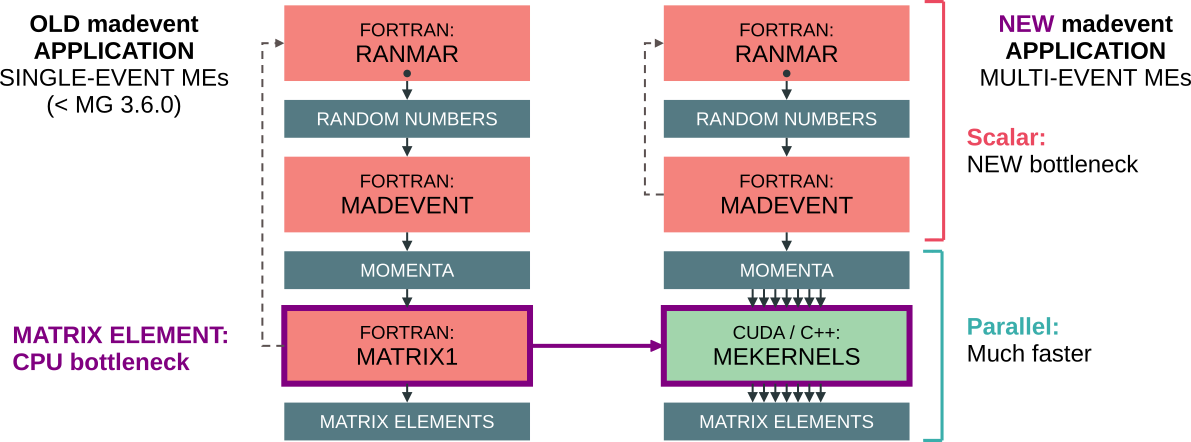 OLD madevent
APPLICATION
SINGLE-EVENT MEs
(< MG 3.6.0)
MATRIX ELEMENT:
CPU bottleneck
FORTRAN:
RANMAR
RANDOM NUMBERS
FORTRAN:
MADEVENT
MOMENTA
FORTRAN:
MATRIX1
MATRIX ELEMENTS
FORTRAN:
RANMAR
RANDOM NUMBERS
FORTRAN:
MADEVENT
MOMENTA
CUDA / C++:
MEKERNELS
MATRIX ELEMENTS
NEW madevent
APPLICATION
MULTI-EVENT MEs
Scalar:
NEW bottleneck
Parallel:
Much faster